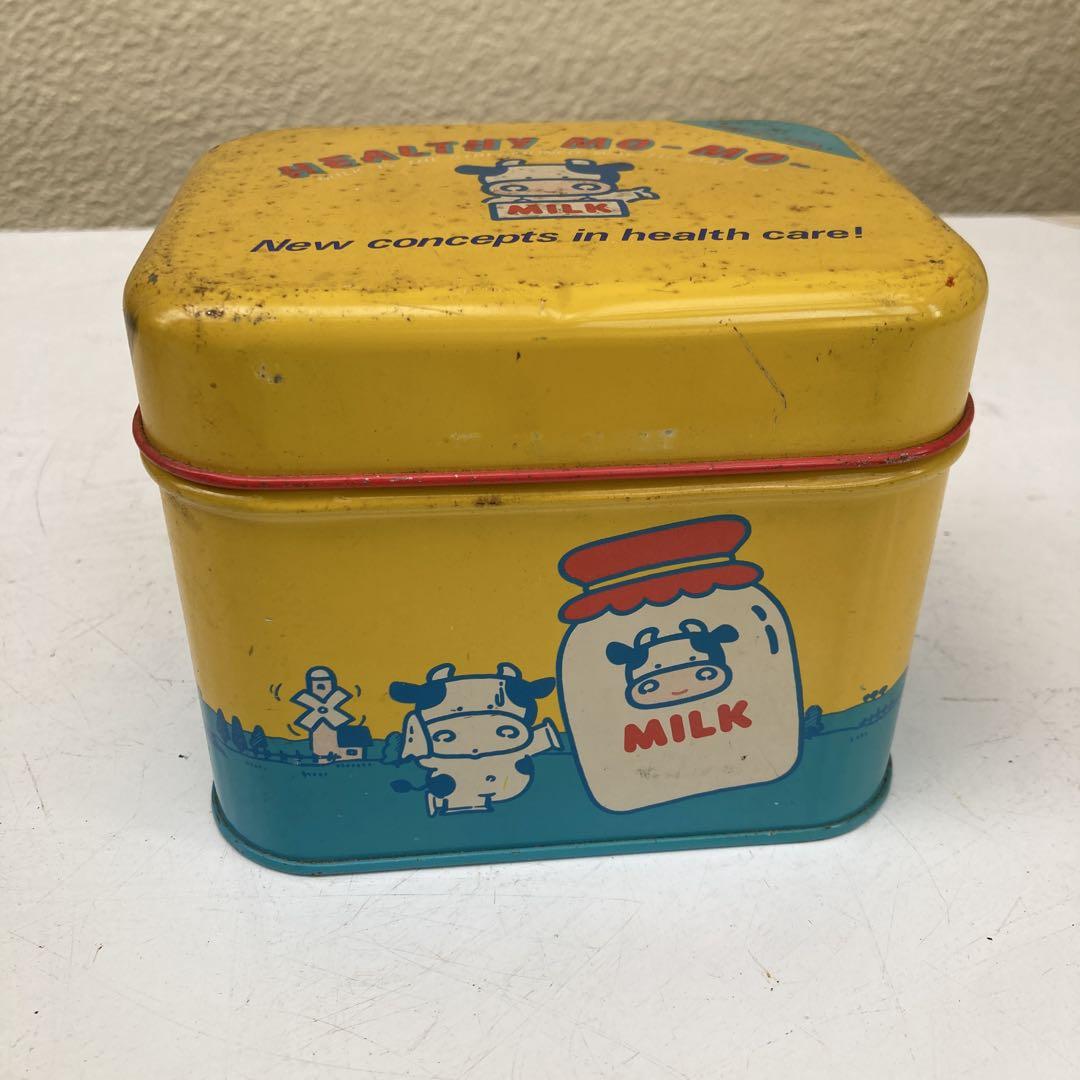 HEALTHY MO-MO-
MILK
New concepts in health care!
MILK